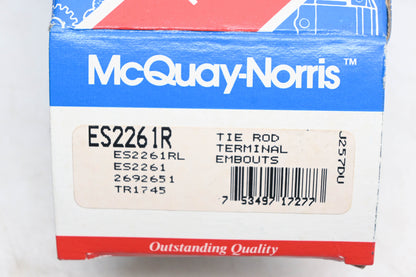 McQuay-Norris™
ES2261R
ES2261RL
ES2261
2692651
TR1745
TIE ROD
TERMINAL
EMBOUTS
7 53497 17277
J257DU
Outstanding Quality